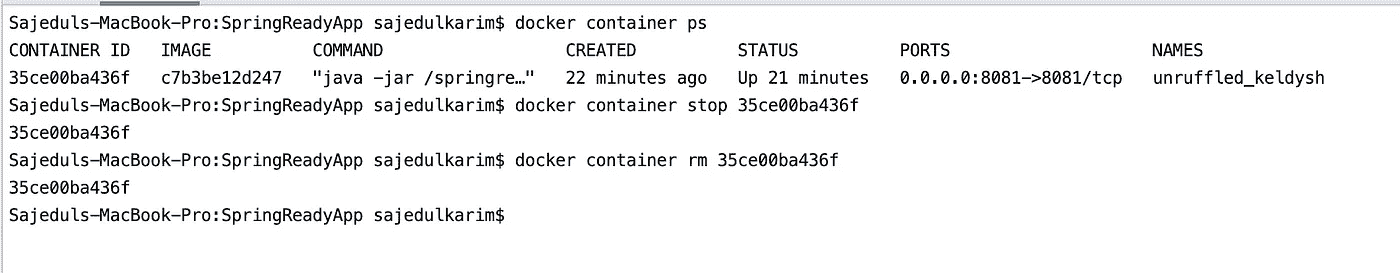 Sajeduls-MacBook-Pro:SpringReadyApp sajedulkarim$ docker container ps
CONTAINER ID   IMAGE          COMMAND                  CREATED          STATUS          PORTS                    NAMES
35ce00ba436f   c7b3be12d247   "java -jar /springre…"   22 minutes ago   Up 21 minutes   0.0.0.0:8081->8081/tcp   unruffled_keldysh
Sajeduls-MacBook-Pro:SpringReadyApp sajedulkarim$ docker container stop 35ce00ba436f
35ce00ba436f
Sajeduls-MacBook-Pro:SpringReadyApp sajedulkarim$ docker container rm 35ce00ba436f
35ce00ba436f
Sajeduls-MacBook-Pro:SpringReadyApp sajedulkarim$